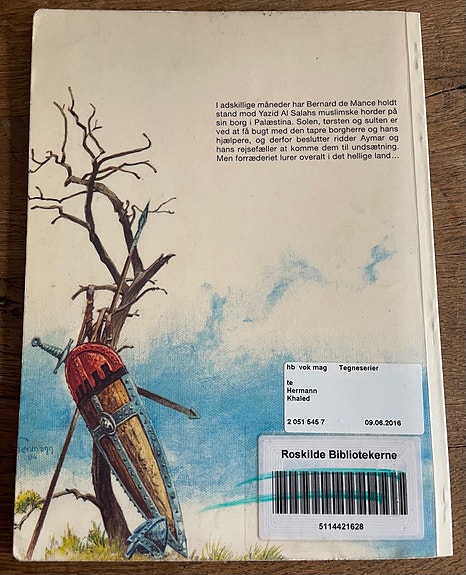 I adskillige måneder har Bernard de Mance holdt
stand mod Yazid Al Salahs muslimske horder på
sin borg i Palæstina. Solen, tørsten og sulten er
ved at få bugt med den tapre borgherre og hans
hjælpere, og derfor beslutter ridder Aymar og
hans rejsefæller at komme dem til undsætning.
Men forræderiet lurer overalt i det hellige land...
hb vok mag Tegneserier
te
Hermann
Khaled
2 051 545 7 09.06.2016
Roskilde Bibliotekerne
5114421628